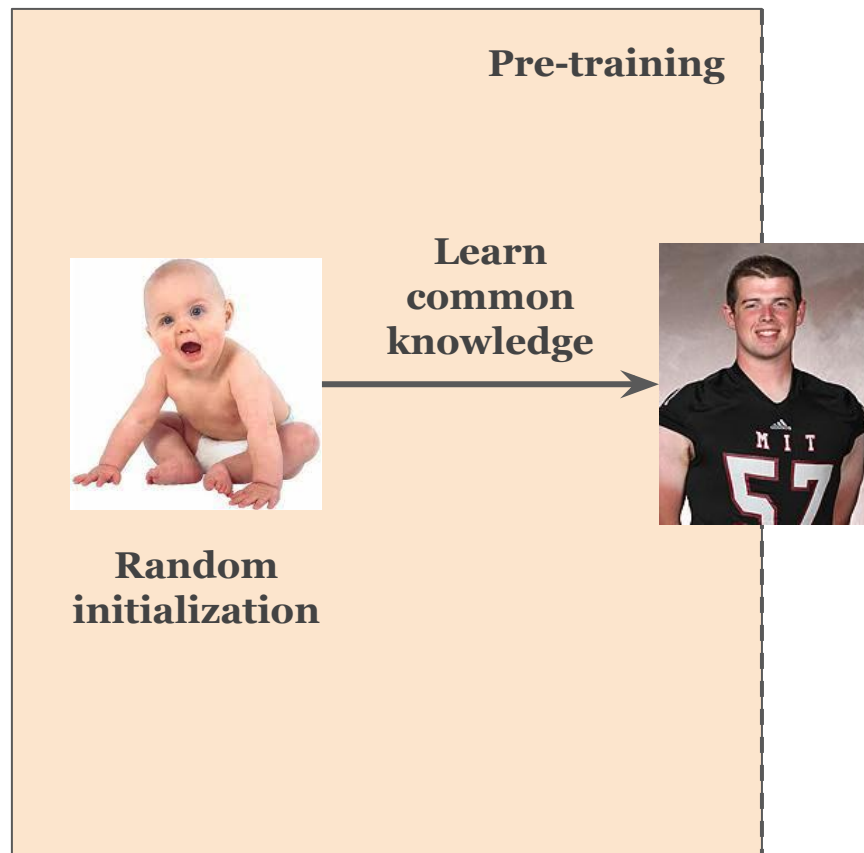 Pre-training
Learn
common
knowledge
MIT
57
Random
initialization